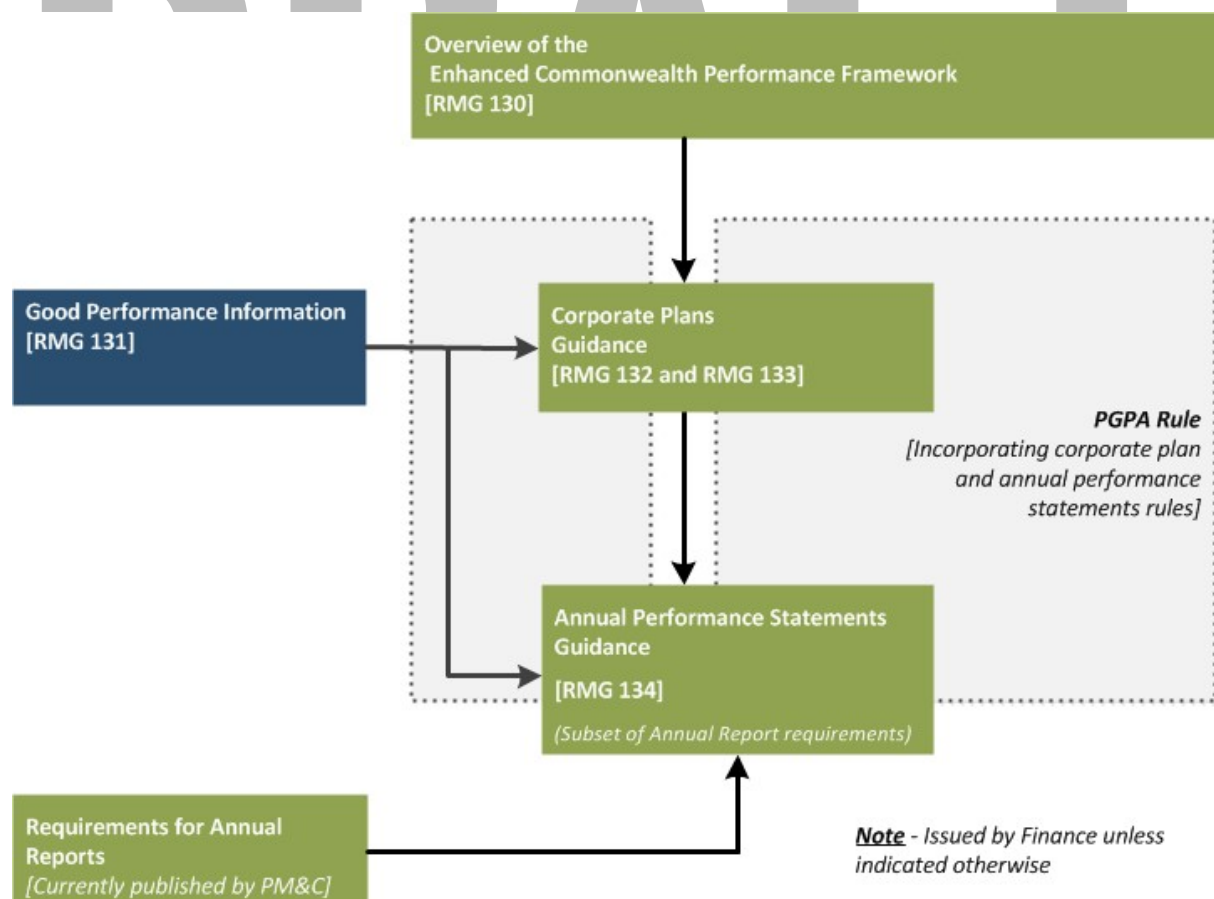 Overview of the
Enhanced Commonwealth Performance Framework
[RMG 130]
Good Performance Information
[RMG 131]
Corporate Plans
Guidance
[RMG 132 and RMG 133]
PGPA Rule
[Incorporating corporate plan
and annual performance
statements rules]
Annual Performance Statements
Guidance
[RMG 134]
(Subset of Annual Report requirements)
Requirements for Annual
Reports
[Currently published by PM&C]
Note - Issued by Finance unless
indicated otherwise